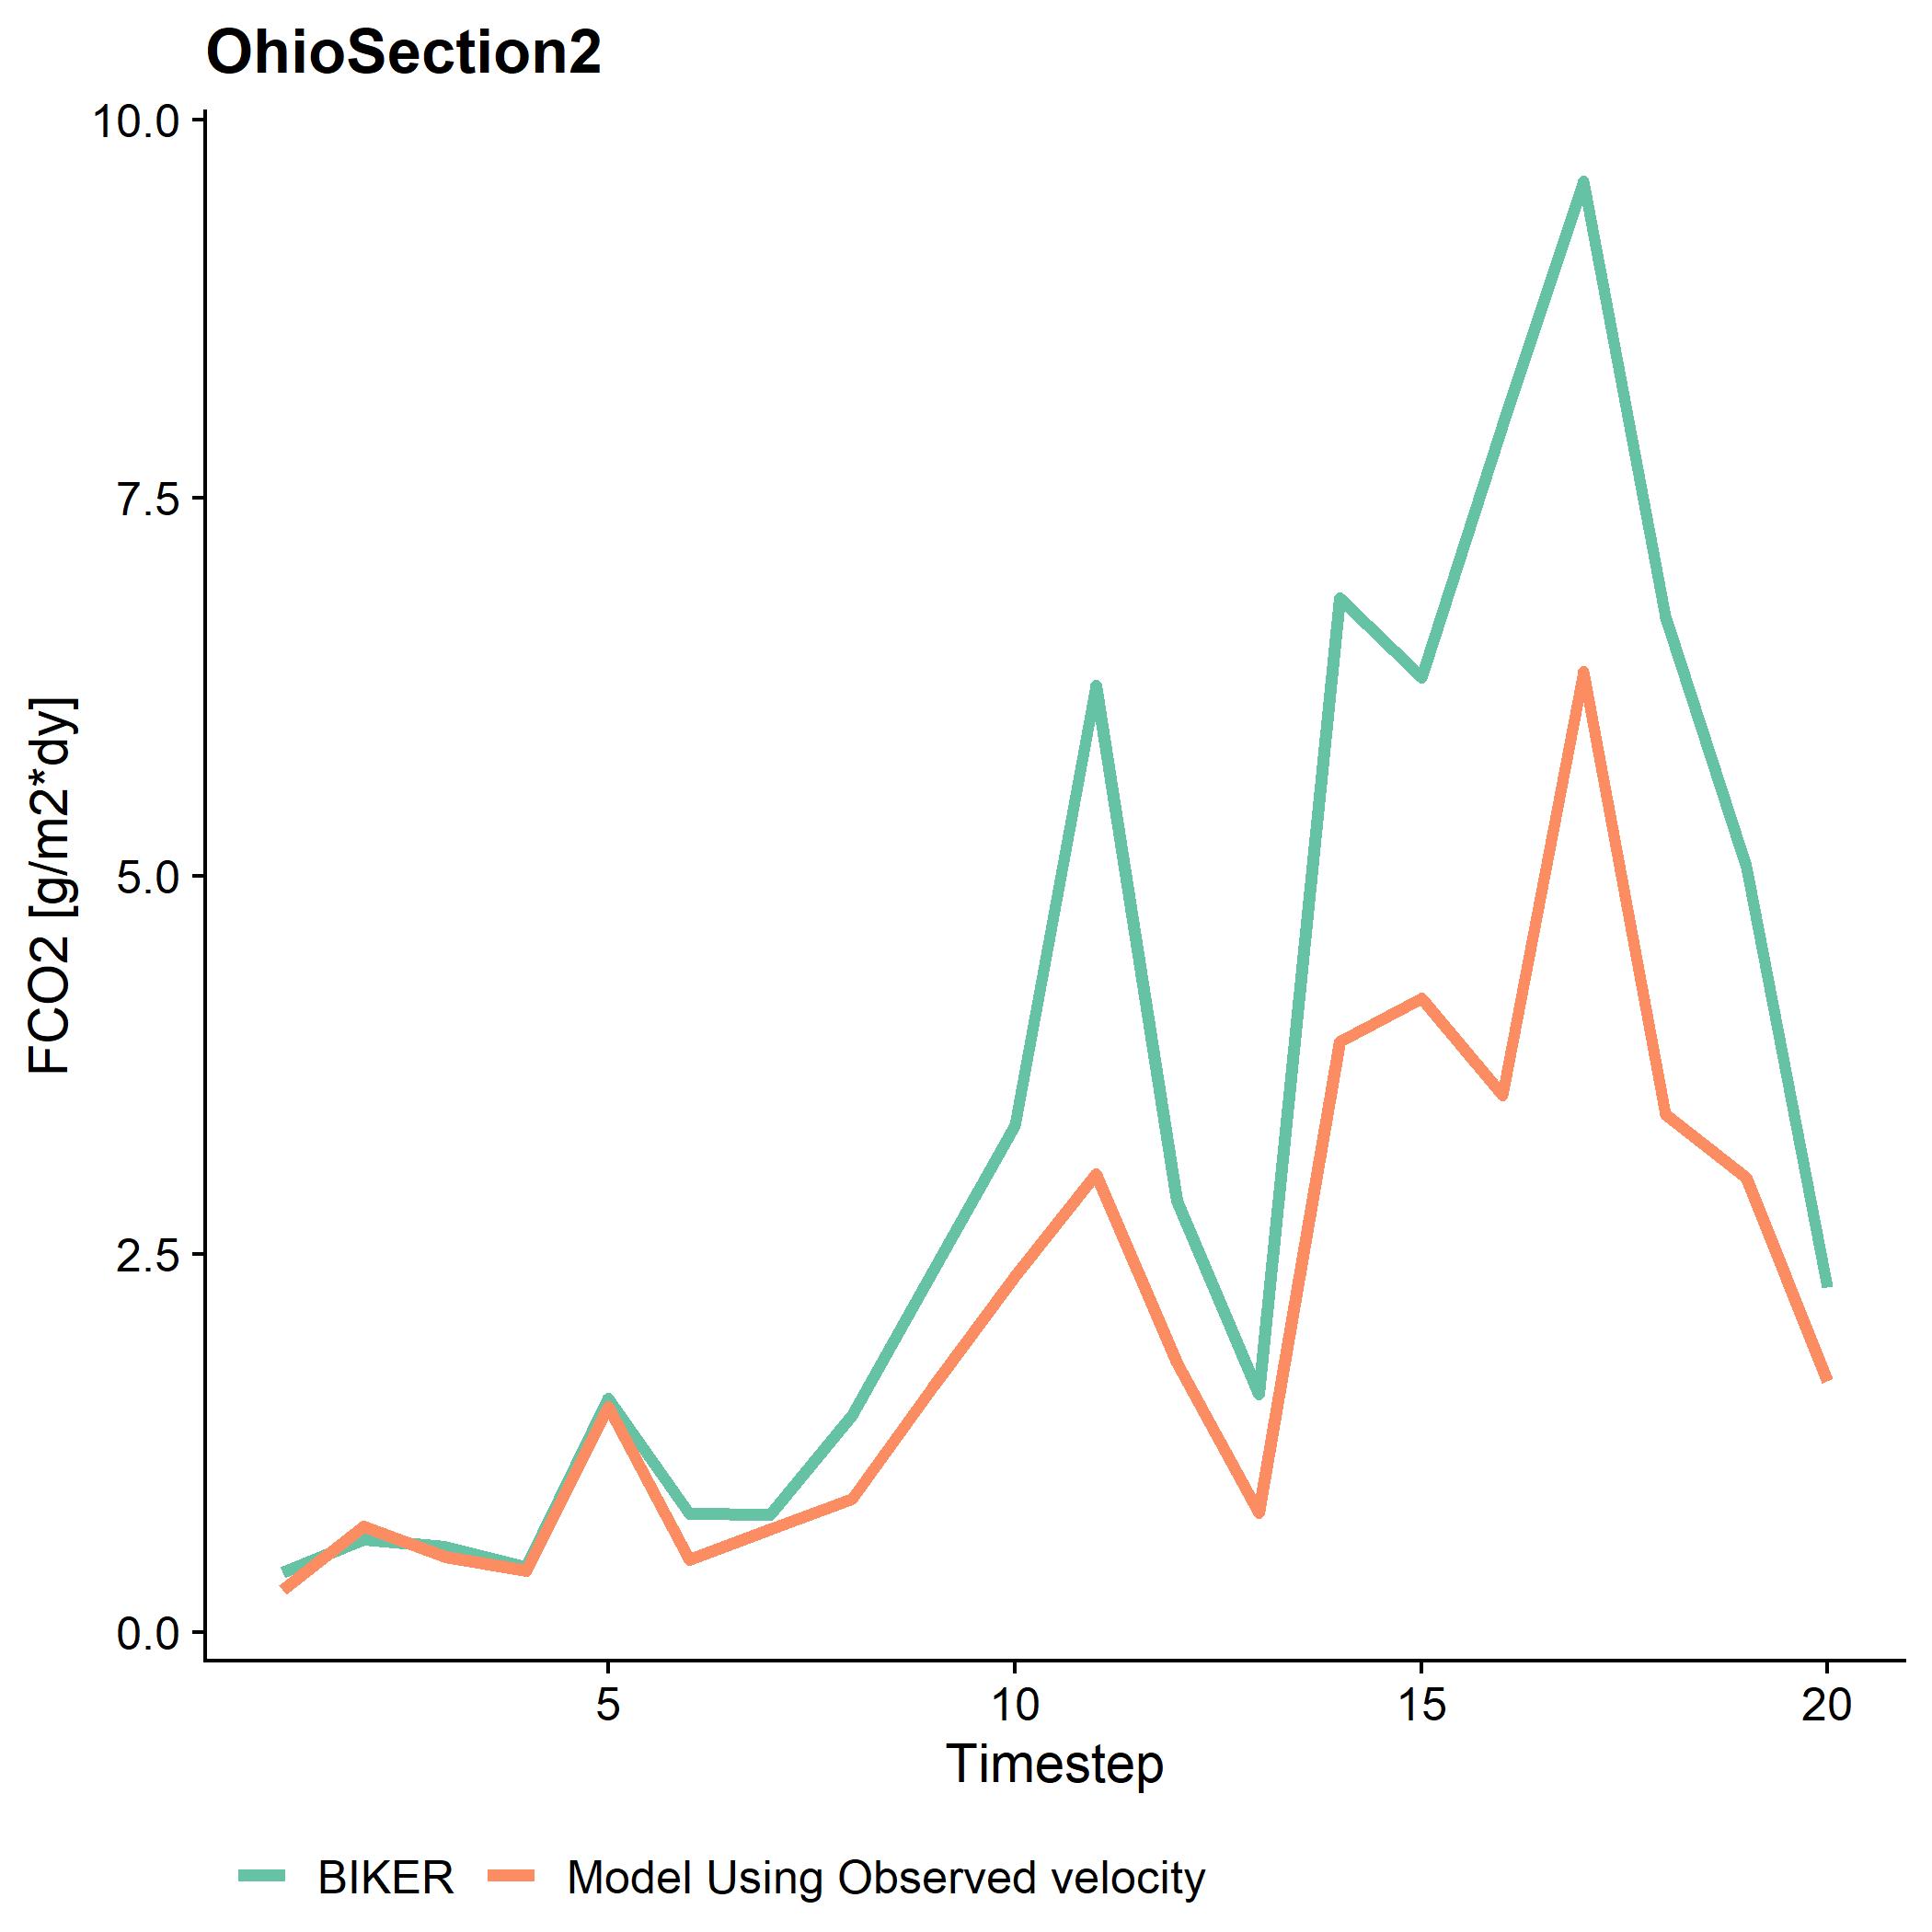 OhioSection2
10.0
7.5
5.0
2.5
0.0
FCO2 [g/m2*dy]
5 10 15 20
Timestep
BIKER Model Using Observed velocity